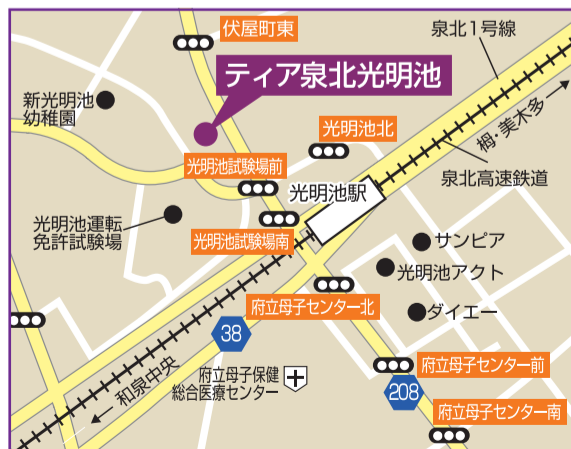 伏屋町東
泉北1号線
ティア泉北光明池
新光明池
幼稚園
光明池北
栂・美木多
光明池試験場前
光明池駅
泉北高速鉄道
光明池運転
免許試験場
光明池試験場南
サンピア
光明池アクト
府立母子センター北
ダイエー
38
和泉中央
府立母子保健
総合医療センター
府立母子センター前
208
府立母子センター南